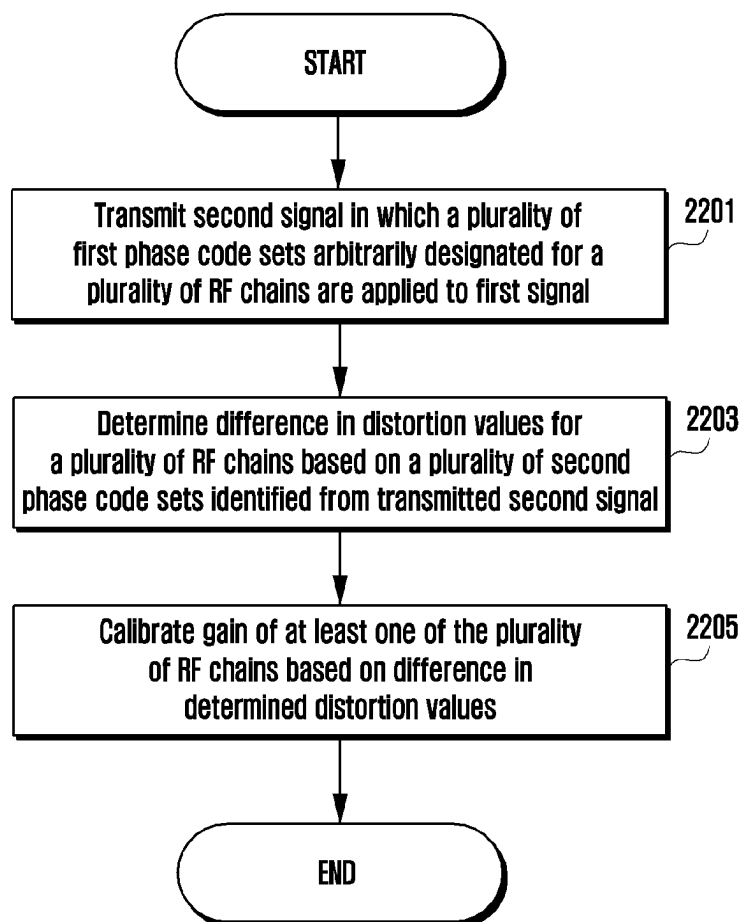 START
Transmit second signal in which a plurality of
first phase code sets arbitrarily designated for a
plurality of RF chains are applied to first signal
2201
Determine difference in distortion values for
a plurality of RF chains based on a plurality of second
phase code sets identified from transmitted second signal
2203
Calibrate gain of at least one of the plurality
of RF chains based on difference in
determined distortion values
2205
END